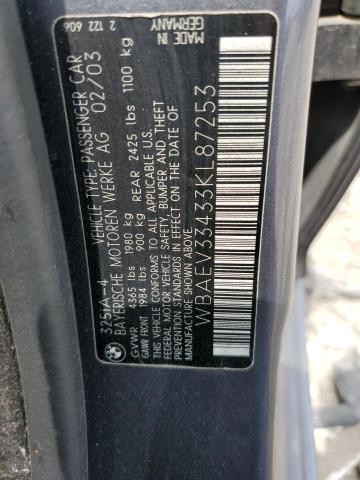 325iA-4 VEHICLE TYPE: PASSENGER CAR 2 122 606
BAYERISCHE MOTOREN WERKE AG 02/03
GVWR 4365 lbs 1980 kg
GAWR FRONT 1984 lbs 900 kg REAR 2425 lbs 1100 kg
THIS VEHICLE CONFORMS TO ALL APPLICABLE U.S.
FEDERAL MOTOR VEHICLE SAFETY, BUMPER AND THEFT
PREVENTION STANDARDS IN EFFECT ON THE DATE OF
MANUFACTURE SHOWN ABOVE.
MADE IN
GERMANY
WBAEV33433KL87253